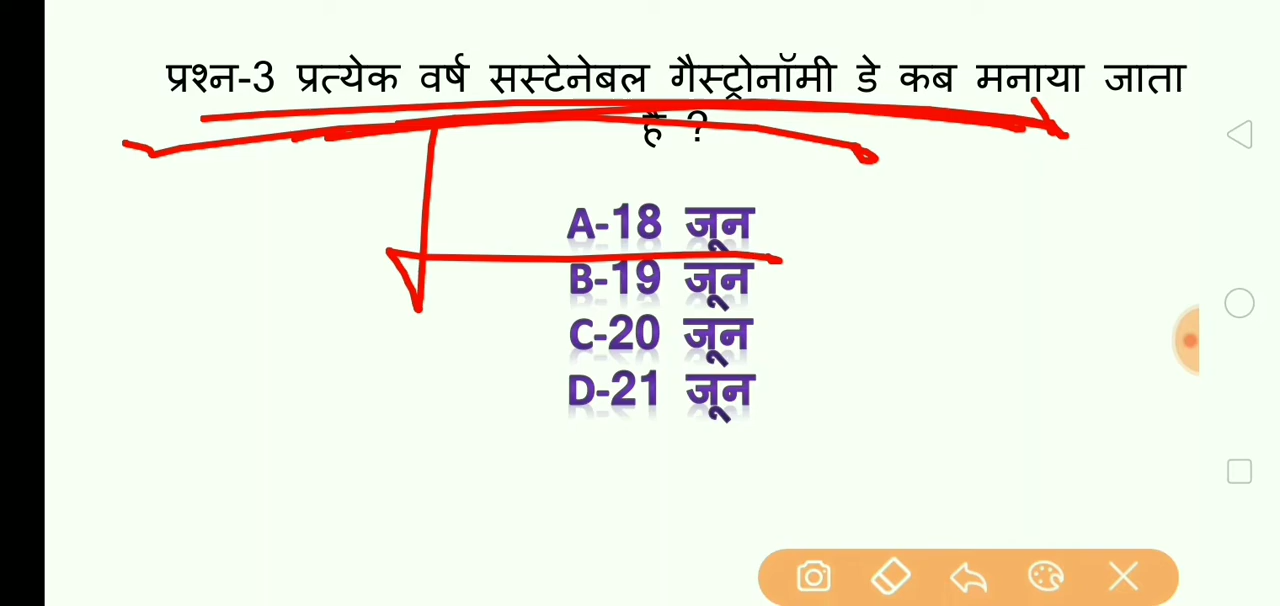 प्रश्न-3 प्रत्येक वर्ष सस्टेनेबल गैस्ट्रोनॉमी डे कब मनाया जाता
है ?
A-18 जून
B-19 जून
C-20 जून
D-21 जून